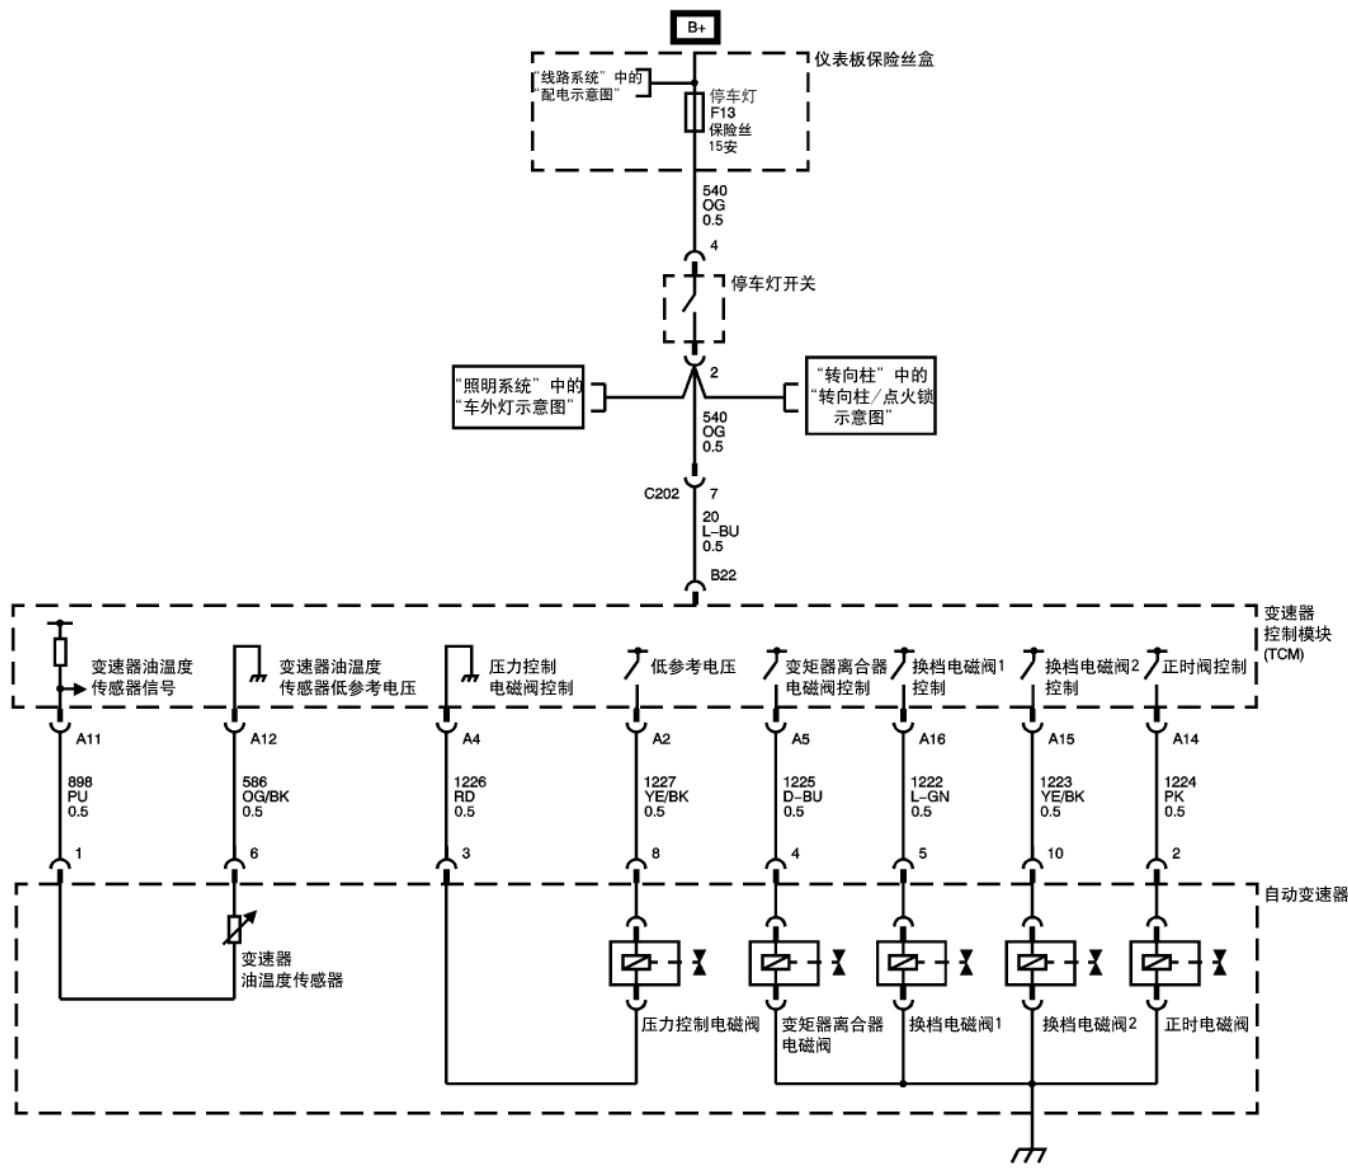 B+
仪表板保险丝盒
“线路系统”中的
“配电示意图”
停车灯
F13
保险丝
15安
540
OG
0.5
4
停车灯开关
2
“照明系统”中的
“车外灯示意图”
“转向柱”中的
“转向柱/点火锁
示意图”
540
OG
0.5
C202 7
20
L-BU
0.5
B22
变速器
控制模块
(TCM)
变速器油温度
传感器信号
变速器油温度
传感器低参考电压
压力控制
电磁阀控制
低参考电压
变矩器离合器
电磁阀控制
换档电磁阀1
控制
换档电磁阀2
控制
正时阀控制
A11 A12 A4 A2 A5 A16 A15 A14
898 586 1226 1227 1225 1222 1223 1224
PU OG/BK RD YE/BK D-BU L-GN YE/BK PK
0.5 0.5 0.5 0.5 0.5 0.5 0.5 0.5
1 6 3 8 4 5 10 2
自动变速器
变速器
油温度传感器
压力控制电磁阀
变矩器离合器
电磁阀
换档电磁阀1
换档电磁阀2
正时电磁阀